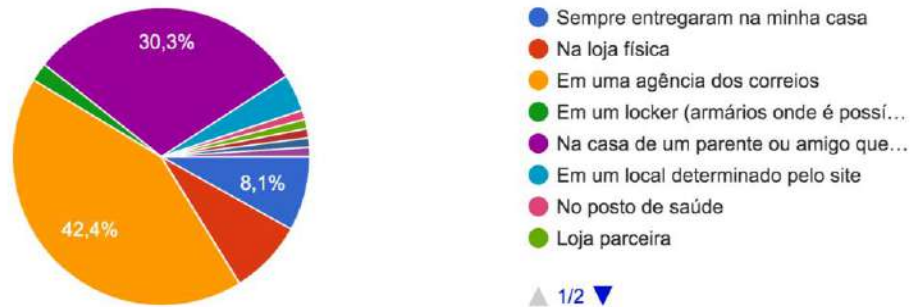 30,3%
8,1%
42,4%
Sempre entregaram na minha casa
Na loja física
Em uma agência dos correios
Em um locker (armários onde é possí...
Na casa de um parente ou amigo que...
Em um local determinado pelo site
No posto de saúde
Loja parceira
1/2